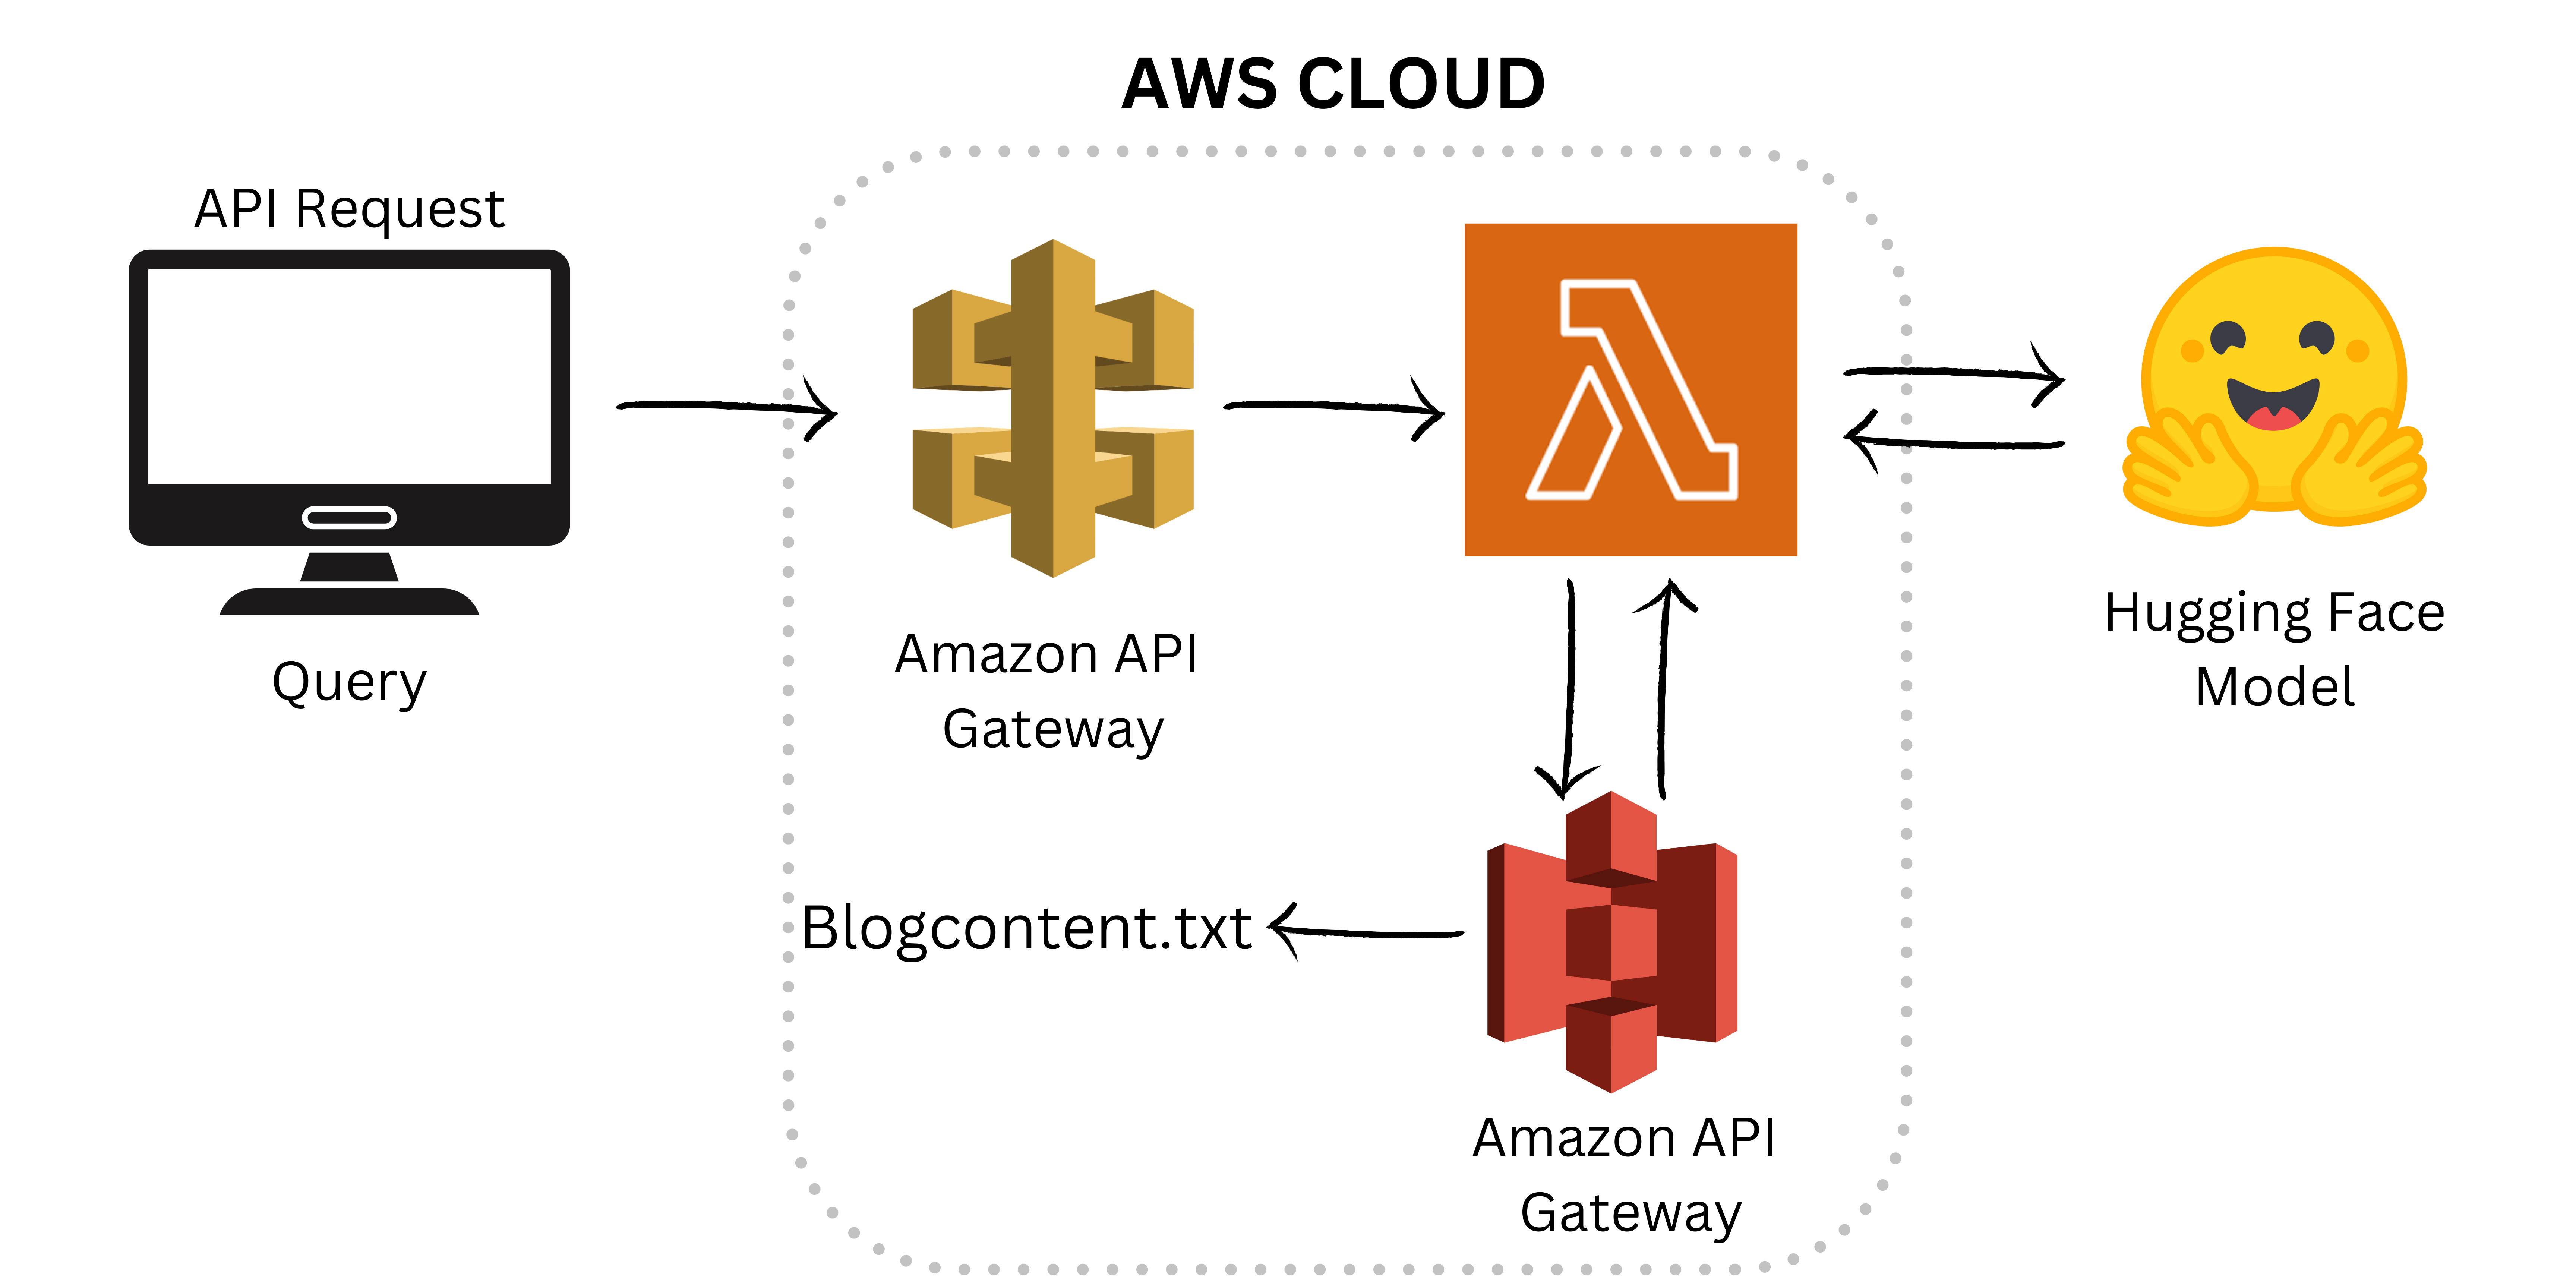 AWS CLOUD
API Request
Query
Amazon API
Gateway
Hugging Face
Model
Blogcontent.txt
Amazon API
Gateway